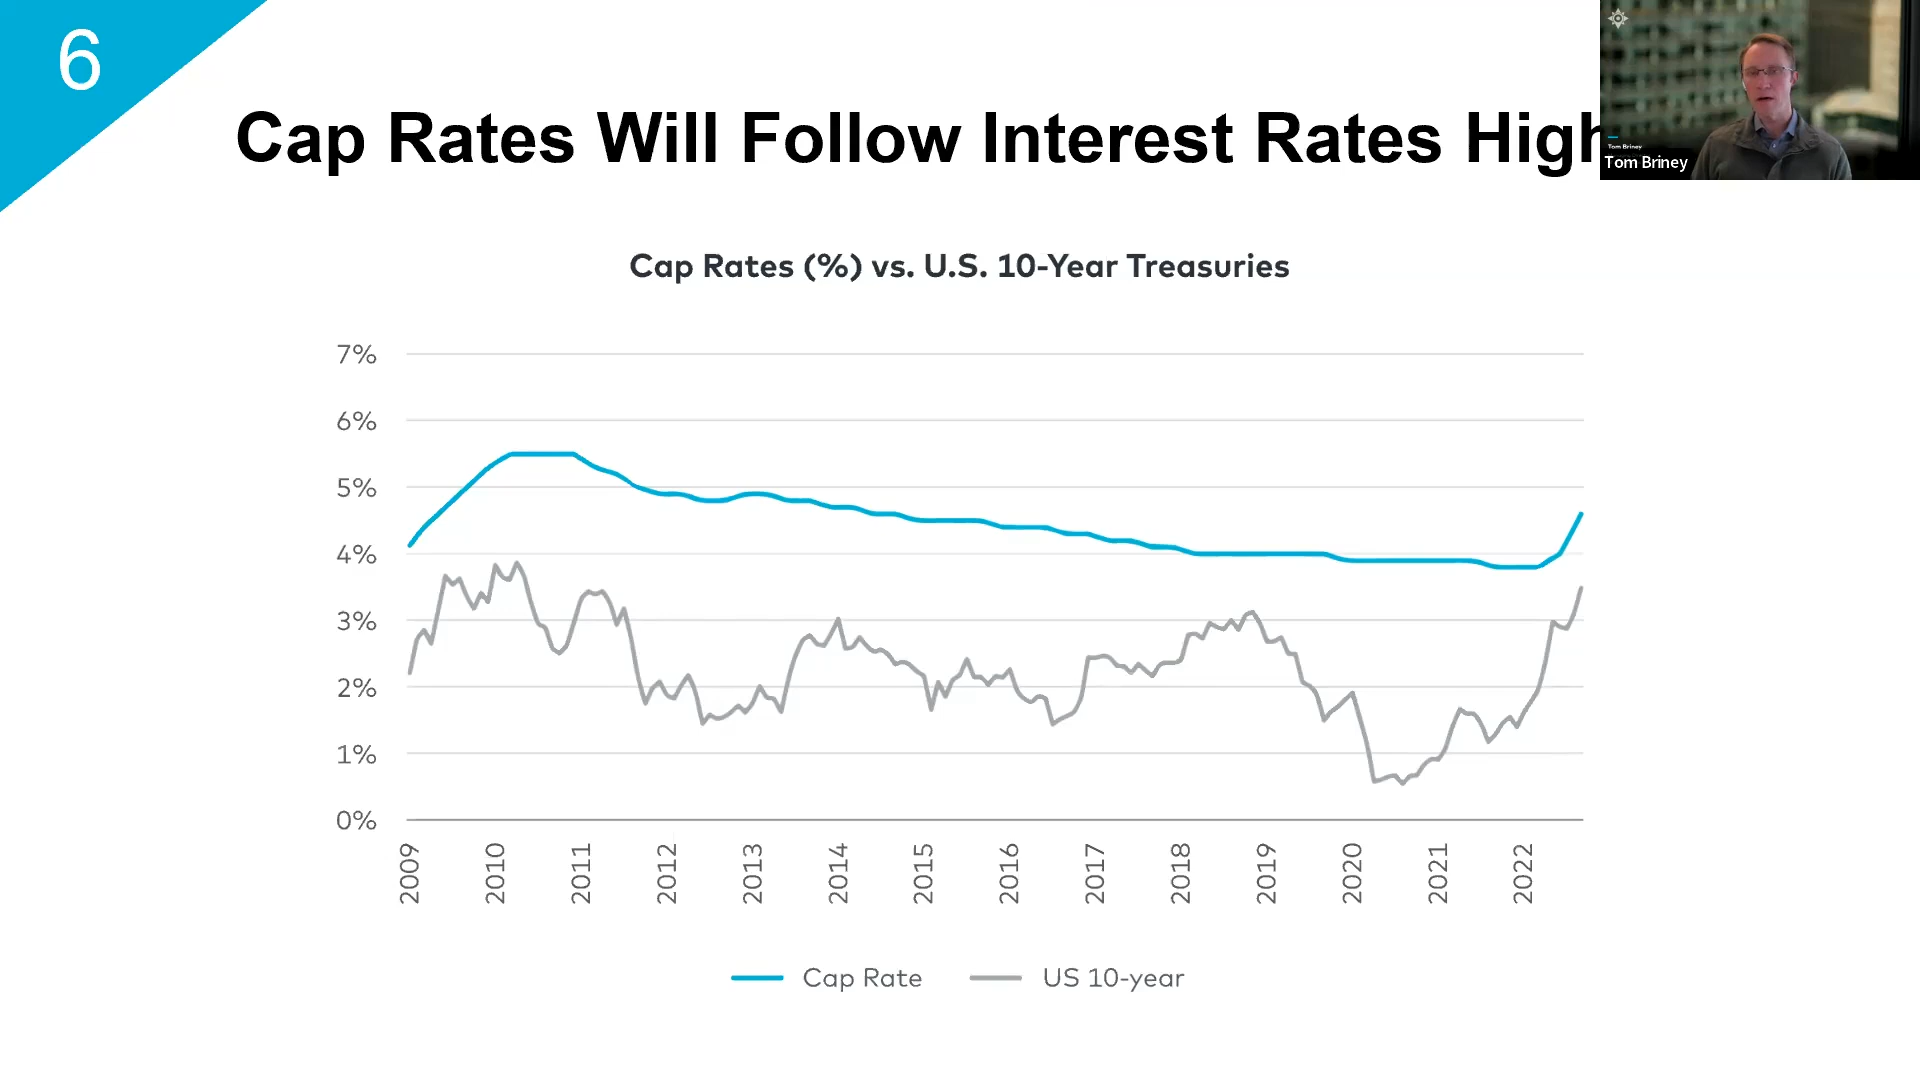 6
Cap Rates Will Follow Interest Rates High
Tom Briney
Tom Briney
Cap Rates (%) vs. U.S. 10-Year Treasuries
7%
6%
5%
4%
3%
2%
1%
0%
2009 2010 2011 2012 2013 2014 2015 2016 2017 2018 2019 2020 2021 2022
Cap Rate US 10-year